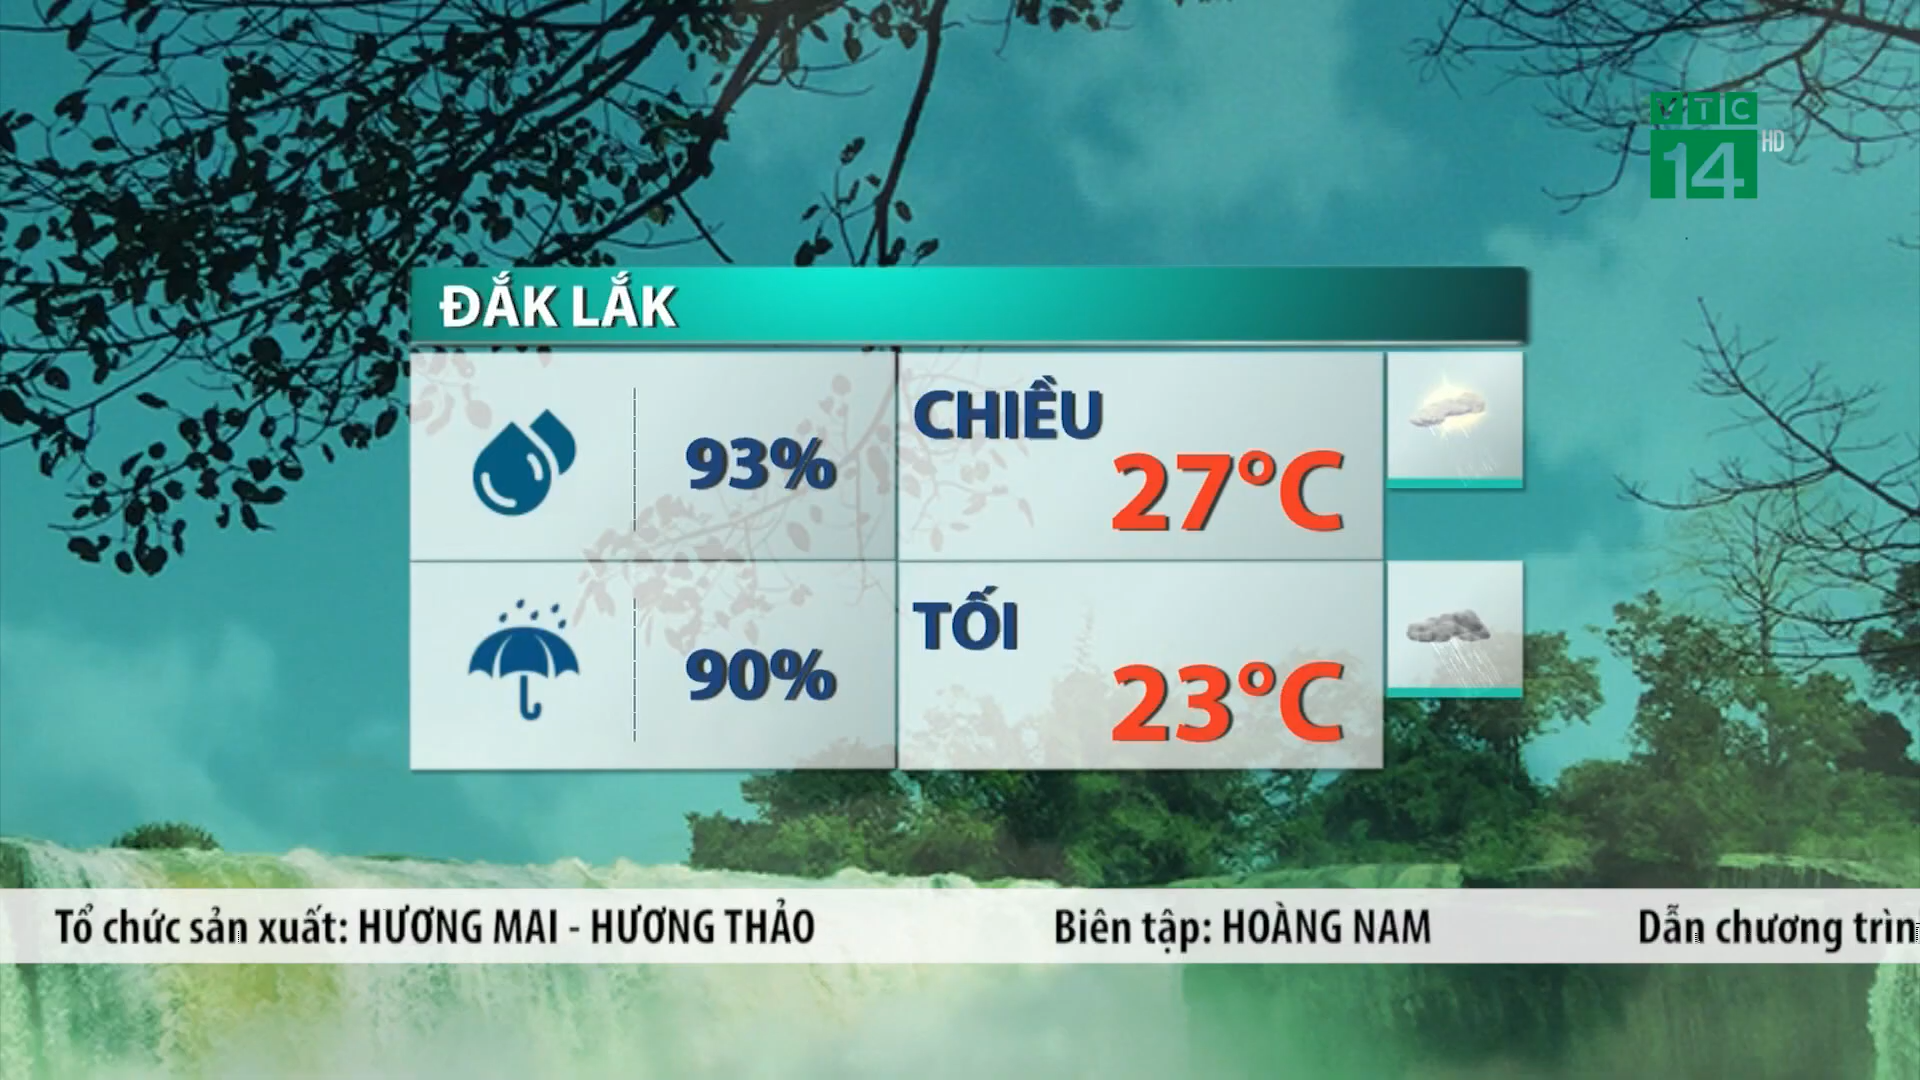 VTC
14 HD
ĐẮK LẮK
93%
CHIỀU
27°C
90%
TỐI
23°C
Tổ chức sản xuất: HƯƠNG MAI - HƯƠNG THẢO
Biên tập: HOÀNG NAM
Dẫn chương trìn